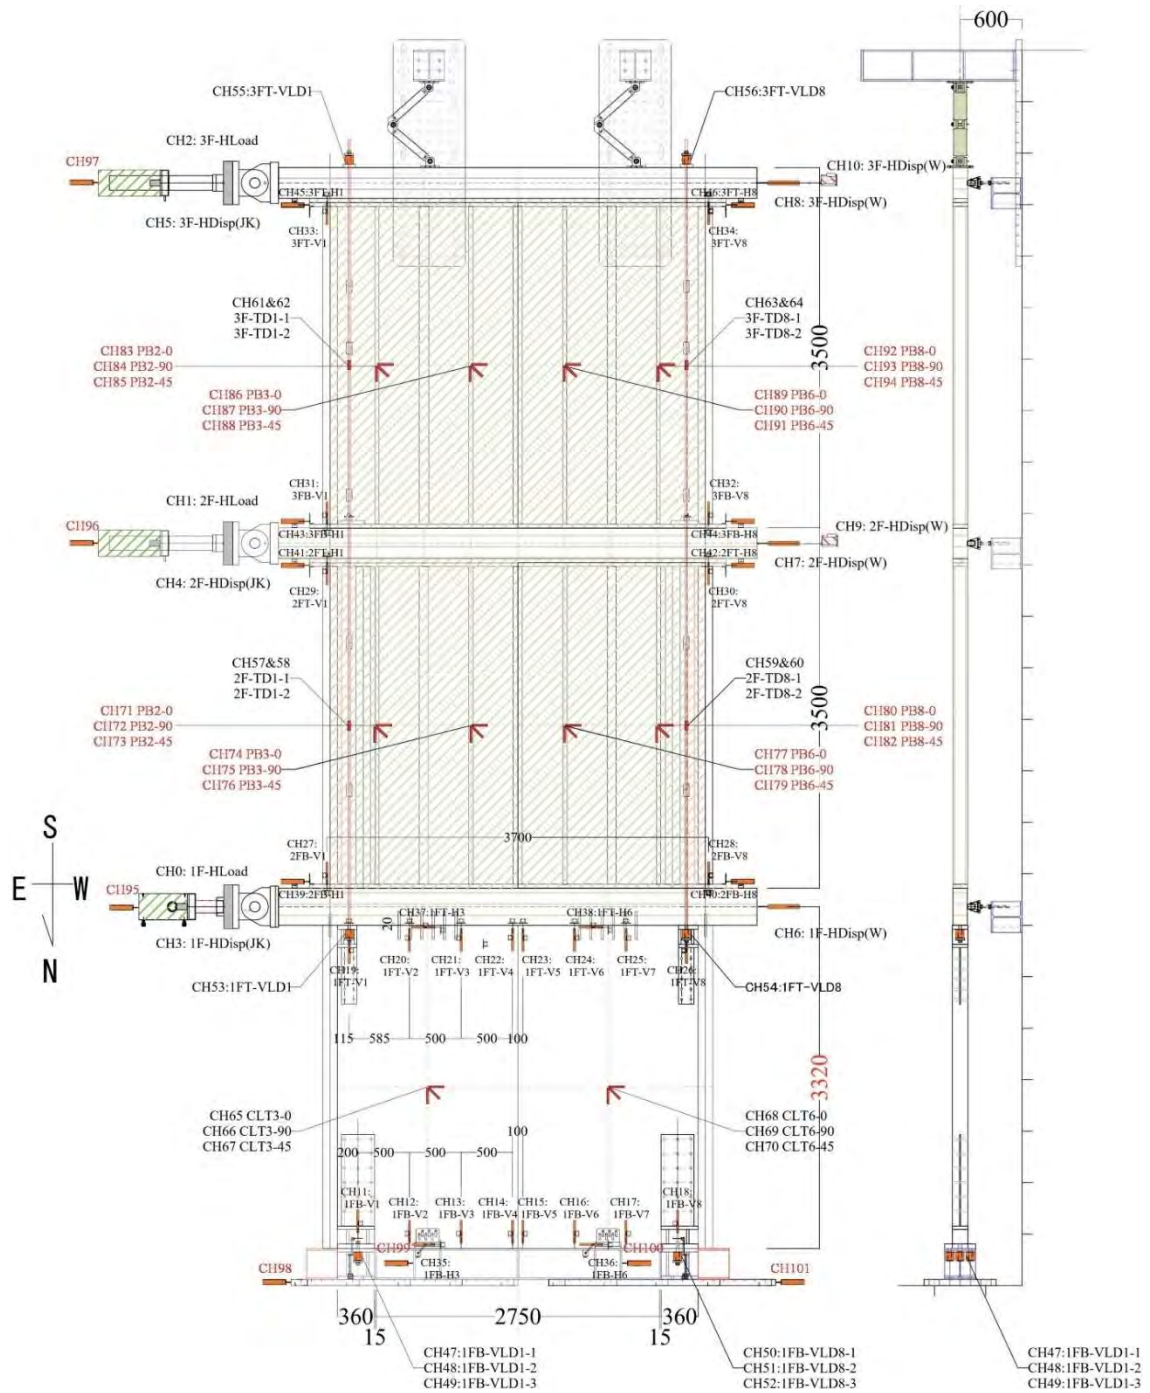 600
CH55:3FT-VLD1
CH56:3FT-VLD8
CH2: 3F-HLoad
CH97
CH10: 3F-HDisp(W)
CH45:3FT-H1
CH46:3FT-H8
CH8: 3F-HDisp(W)
CH5: 3F-HDisp(JK)
CH33:
3FT-V1
CH34:
3FT-V8
CH61&62
3F-TD1-1
3F-TD1-2
CH63&64
3F-TD8-1
3F-TD8-2
3500
CH83 PB2-0
CH84 PB2-90
CH85 PB2-45
CH92 PB8-0
CH93 PB8-90
CH94 PB8-45
CH86 PB3-0
CH87 PB3-90
CH88 PB3-45
CH89 PB6-0
CH90 PB6-90
CH91 PB6-45
CH31:
3FB-V1
CH32:
3FB-V8
CH1: 2F-HLoad
CH96
CH9: 2F-HDisp(W)
CH43:3FB-H1
CH44:3FB-H8
CH41:2FT-H1
CH42:2FT-H8
CH7: 2F-HDisp(W)
CH4: 2F-HDisp(JK)
CH29:
2FT-V1
CH30:
2FT-V8
CH57&58
2F-TD1-1
2F-TD1-2
CH59&60
2F-TD8-1
2F-TD8-2
3500
CH71 PB2-0
CH72 PB2-90
CH73 PB2-45
CH80 PB8-0
CH81 PB8-90
CH82 PB8-45
CH74 PB3-0
CH75 PB3-90
CH76 PB3-45
CH77 PB6-0
CH78 PB6-90
CH79 PB6-45
S
E
W
N
3700
CH27:
2FB-V1
CH28:
2FB-V8
CH0: 1F-HLoad
CH95
CH39:2FB-H1
CH40:2FB-H8
20
CH37:1FT-H3
CH38:1FT-H6
CH6: 1F-HDisp(W)
CH3: 1F-HDisp(JK)
CH19:
1FT-V1
CH20:
1FT-V2
CH21:
1FT-V3
CH22:
1FT-V4
CH23:
1FT-V5
CH24:
1FT-V6
CH25:
1FT-V7
CH26:
1FT-V8
CH53:1FT-VLD1
CH54:1FT-VLD8
115
585
500
500
100
3320
CH65 CLT3-0
CH66 CLT3-90
CH67 CLT3-45
CH68 CLT6-0
CH69 CLT6-90
CH70 CLT6-45
100
200
500
500
500
CH11:
1FB-V1
CH12:
1FB-V2
CH13:
1FB-V3
CH14:
1FB-V4
CH15:
1FB-V5
CH16:
1FB-V6
CH17:
1FB-V7
CH18:
1FB-V8
CH99
CH100
CH98
CH35:
1FB-H3
CH36:
1FB-H6
CH101
360
2750
360
15
15
CH47:1FB-VLD1-1
CH48:1FB-VLD1-2
CH49:1FB-VLD1-3
CH50:1FB-VLD8-1
CH51:1FB-VLD8-2
CH52:1FB-VLD8-3
CH47:1FB-VLD1-1
CH48:1FB-VLD1-2
CH49:1FB-VLD1-3